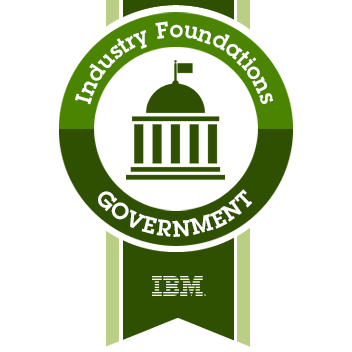 Industry Foundations
GOVERNMENT
IBM.